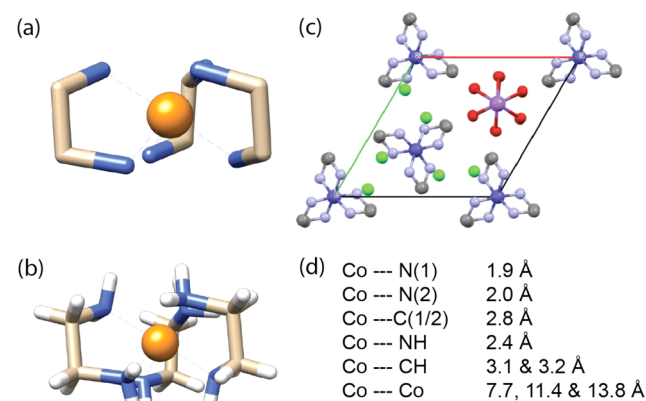 (a)
(c)
(b)
(d)
Co --- N(1) 1.9 Å
Co --- N(2) 2.0 Å
Co ---C(1/2) 2.8 Å
Co --- NH 2.4 Å
Co --- CH 3.1 & 3.2 Å
Co --- Co 7.7, 11.4 & 13.8 Å